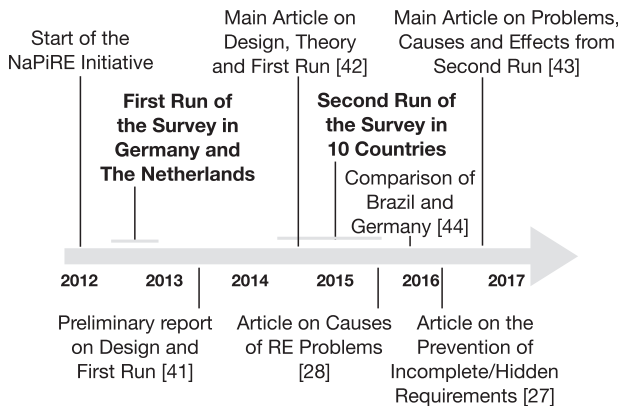 Start of the
NaPiRE Initiative
First Run of
the Survey in
Germany and
The Netherlands
Main Article on
Design, Theory
and First Run [42]
Second Run of
the Survey in
10 Countries
Comparison of
Brazil and
Germany [44]
Main Article on Problems,
Causes and Effects from
Second Run [43]
2012 2013 2014 2015 2016 2017
Preliminary report
on Design and
First Run [41]
Article on Causes
of RE Problems
[28]
Article on the
Prevention of
Incomplete/Hidden
Requirements [27]